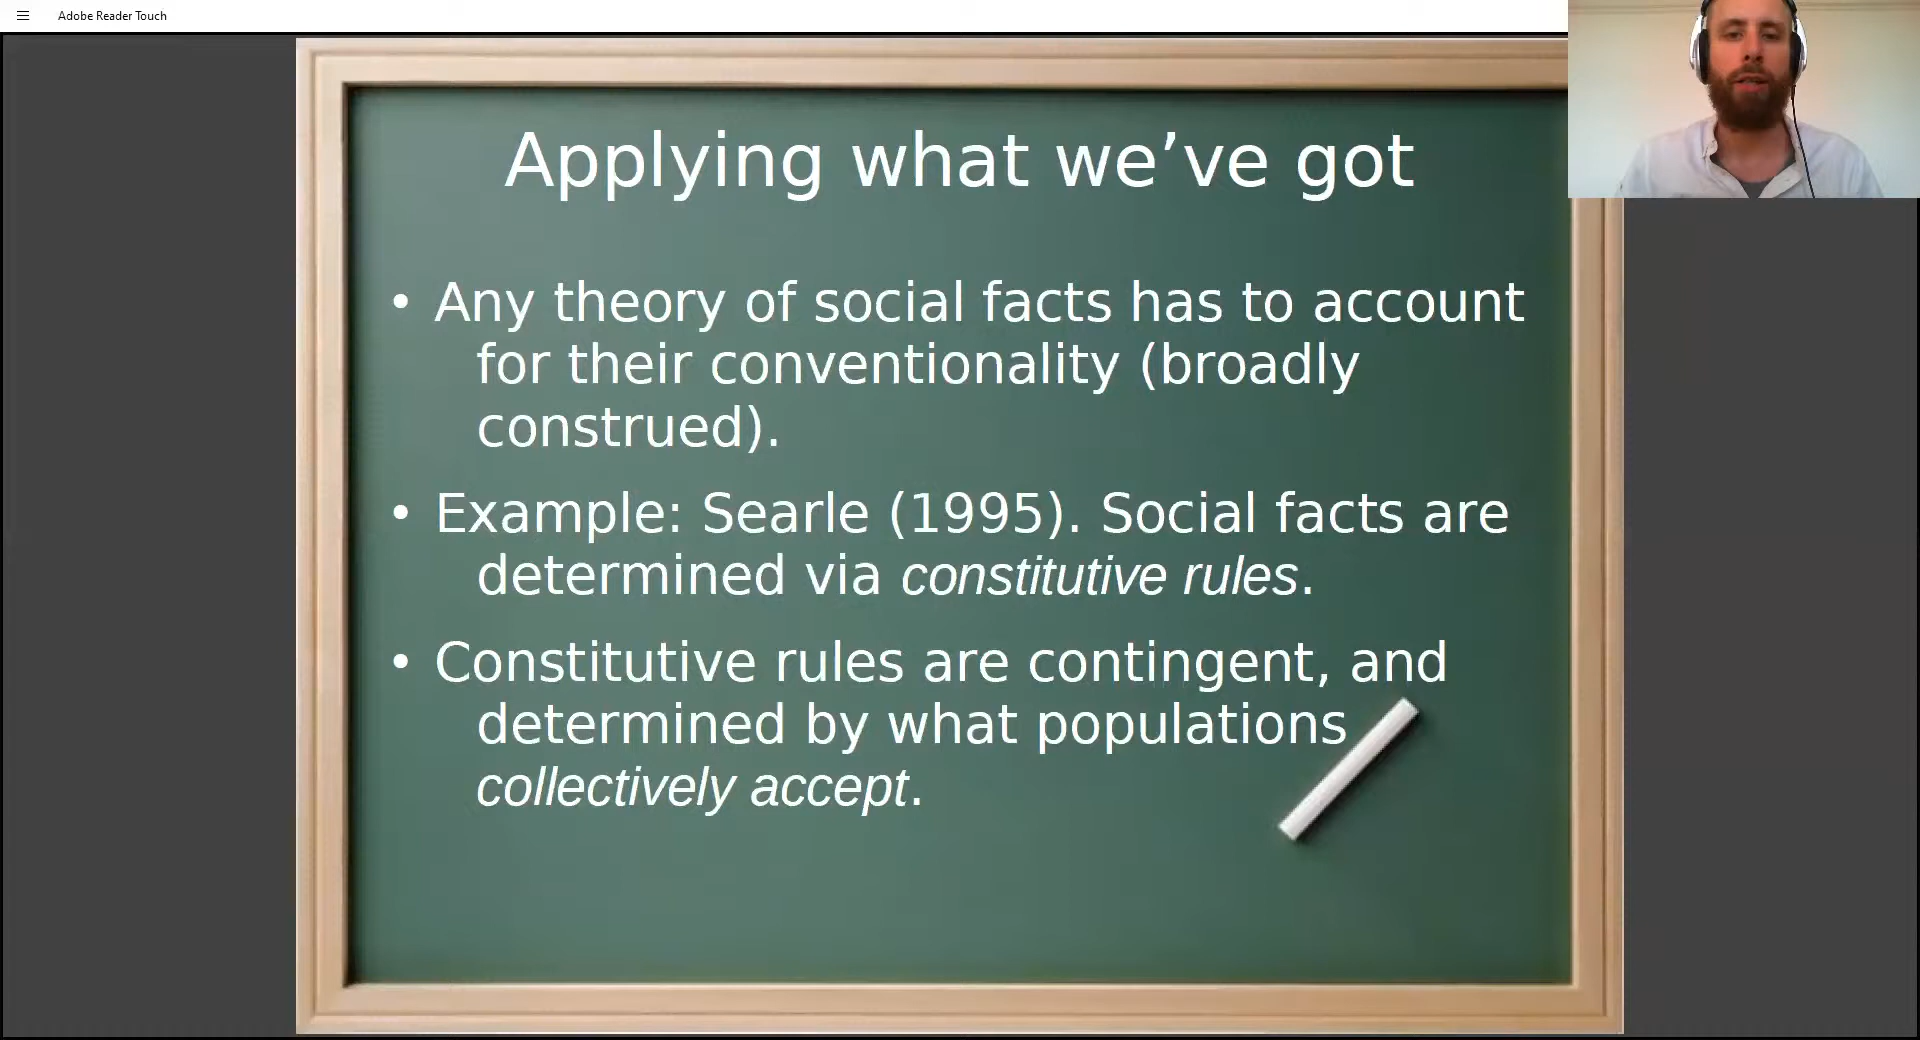 Adobe Reader Touch
Applying what we’ve got
• Any theory of social facts has to account
for their conventionality (broadly
construed).
• Example: Searle (1995). Social facts are
determined via constitutive rules.
• Constitutive rules are contingent, and
determined by what populations
collectively accept.